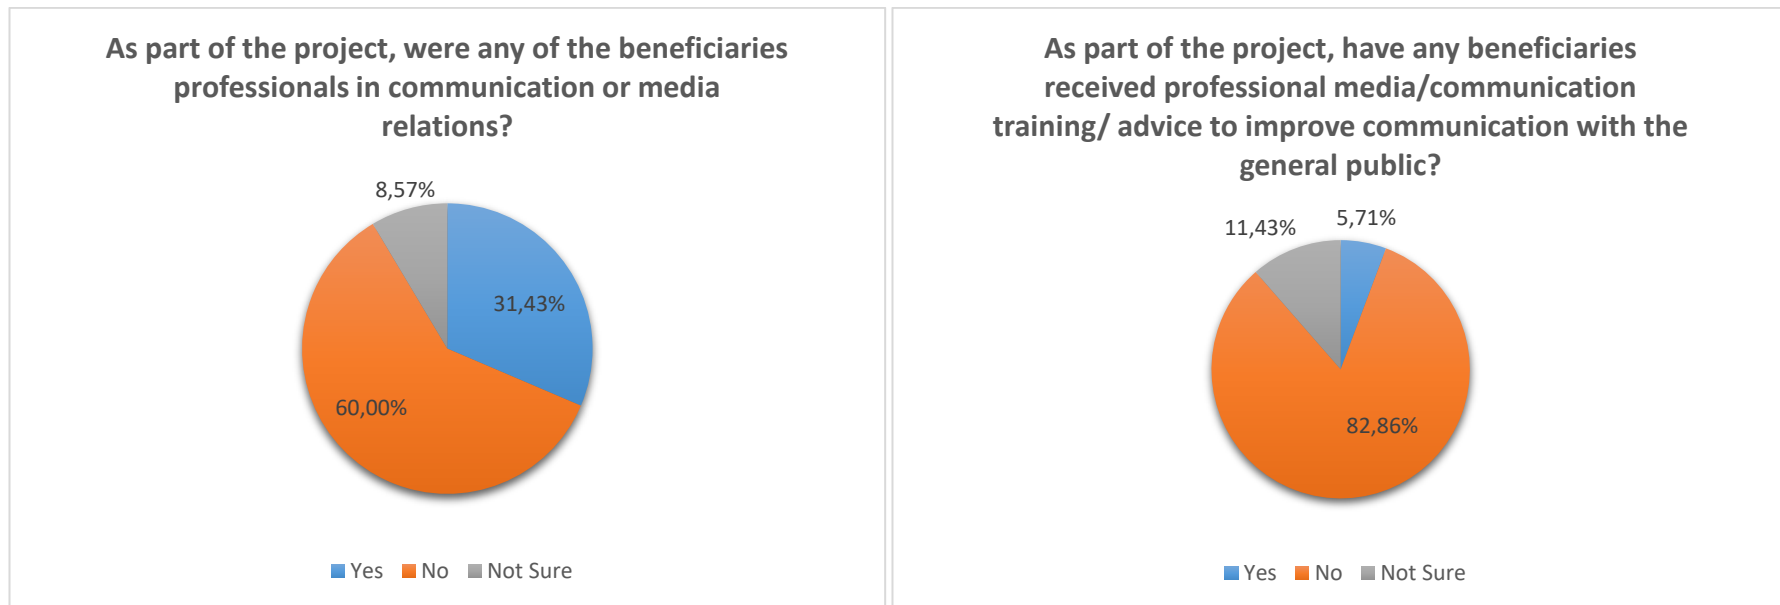 As part of the project, were any of the beneficiaries
professionals in communication or media
relations?
8,57%
31,43%
60,00%
Yes No Not Sure
As part of the project, have any beneficiaries
received professional media/communication
training/ advice to improve communication with the
general public?
5,71%
11,43%
82,86%
Yes No Not Sure